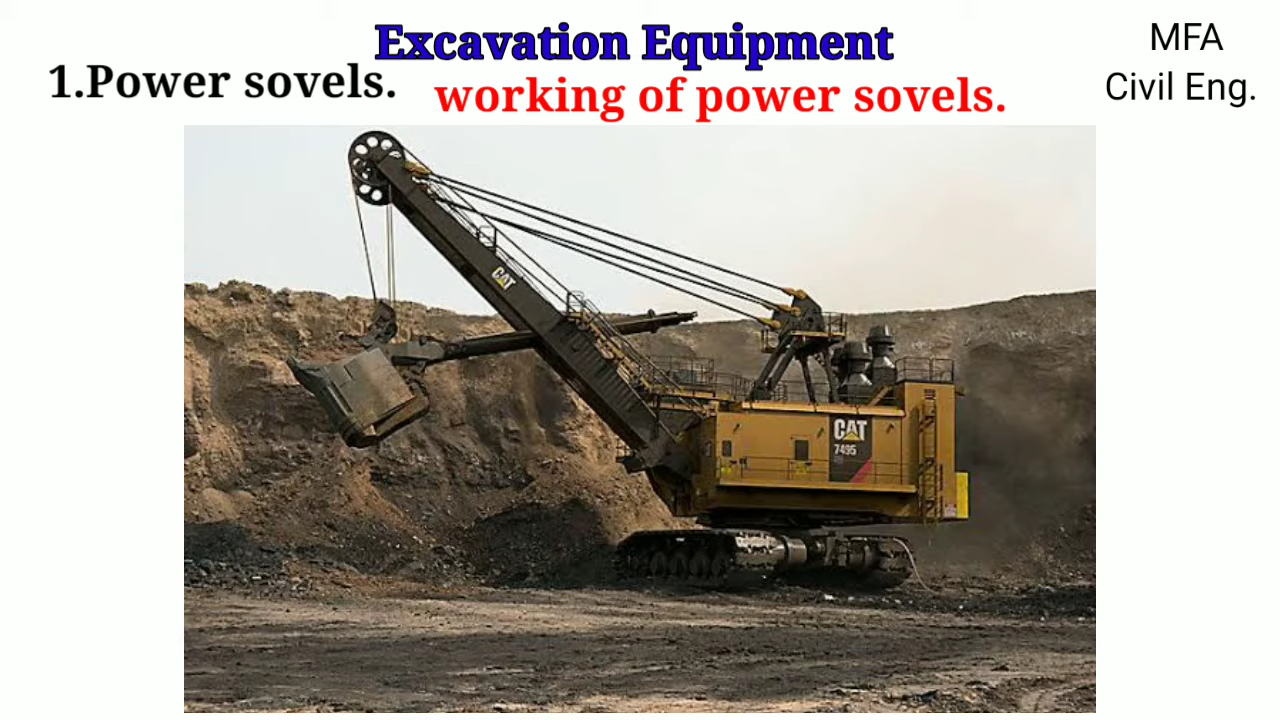 Excavation Equipment
MFA
Civil Eng.
1.Power sovels.
working of power sovels.
CAT
CAT
7495